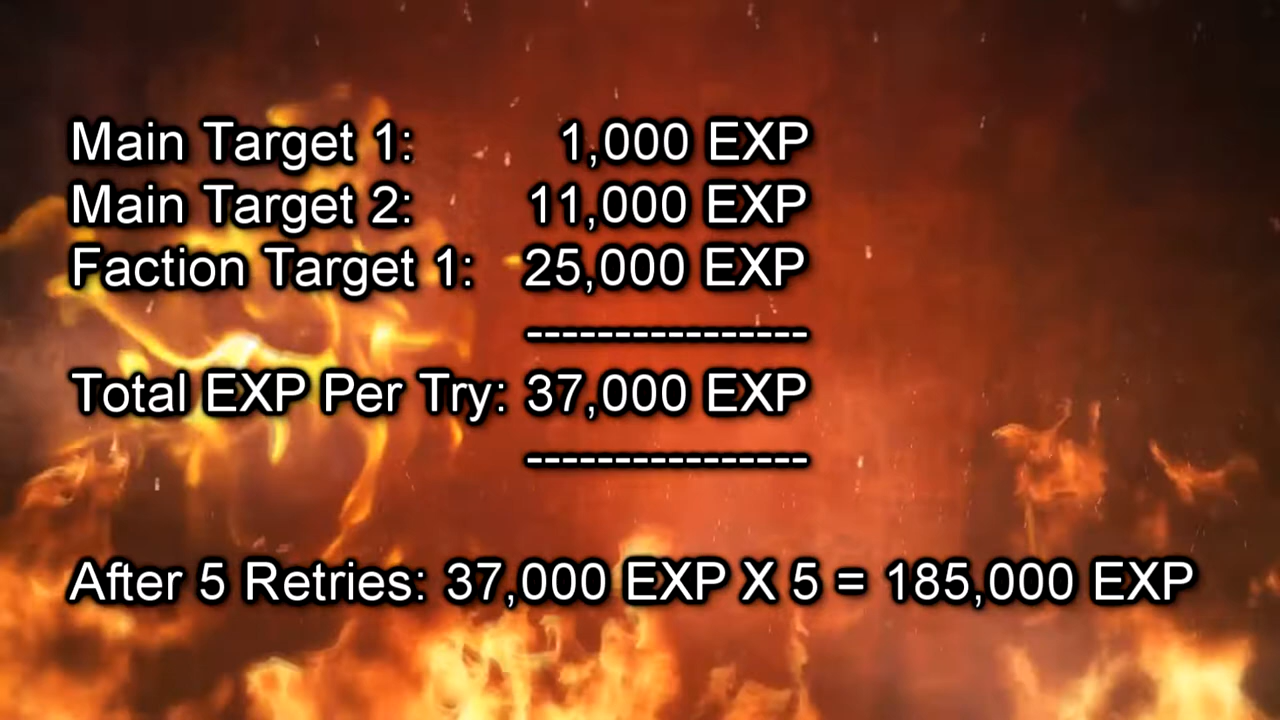 Main Target 1: 1,000 EXP
Main Target 2: 11,000 EXP
Faction Target 1: 25,000 EXP
----------------
Total EXP Per Try: 37,000 EXP
----------------
After 5 Retries: 37,000 EXP X 5 = 185,000 EXP